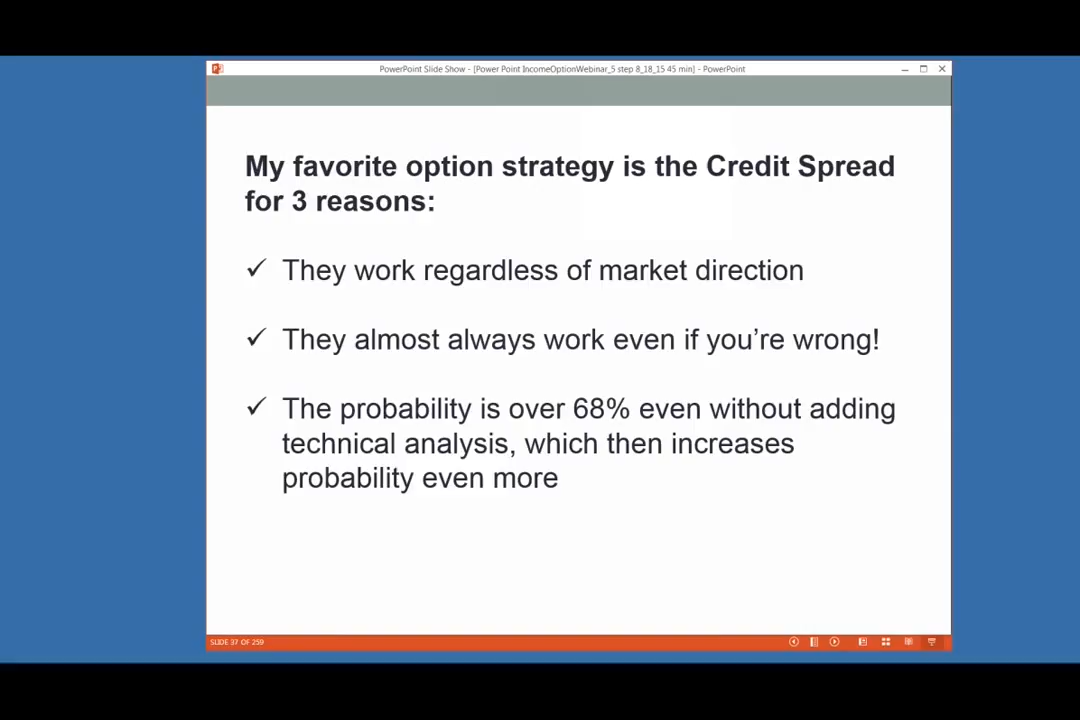 PowerPoint Slide Show - [Power Point IncomeOptionWebinar_5 step 8_18_15 45 min] - PowerPoint
My favorite option strategy is the Credit Spread
for 3 reasons:
✓ They work regardless of market direction
✓ They almost always work even if you’re wrong!
✓ The probability is over 68% even without adding
technical analysis, which then increases
probability even more
SLIDE 37 OF 259